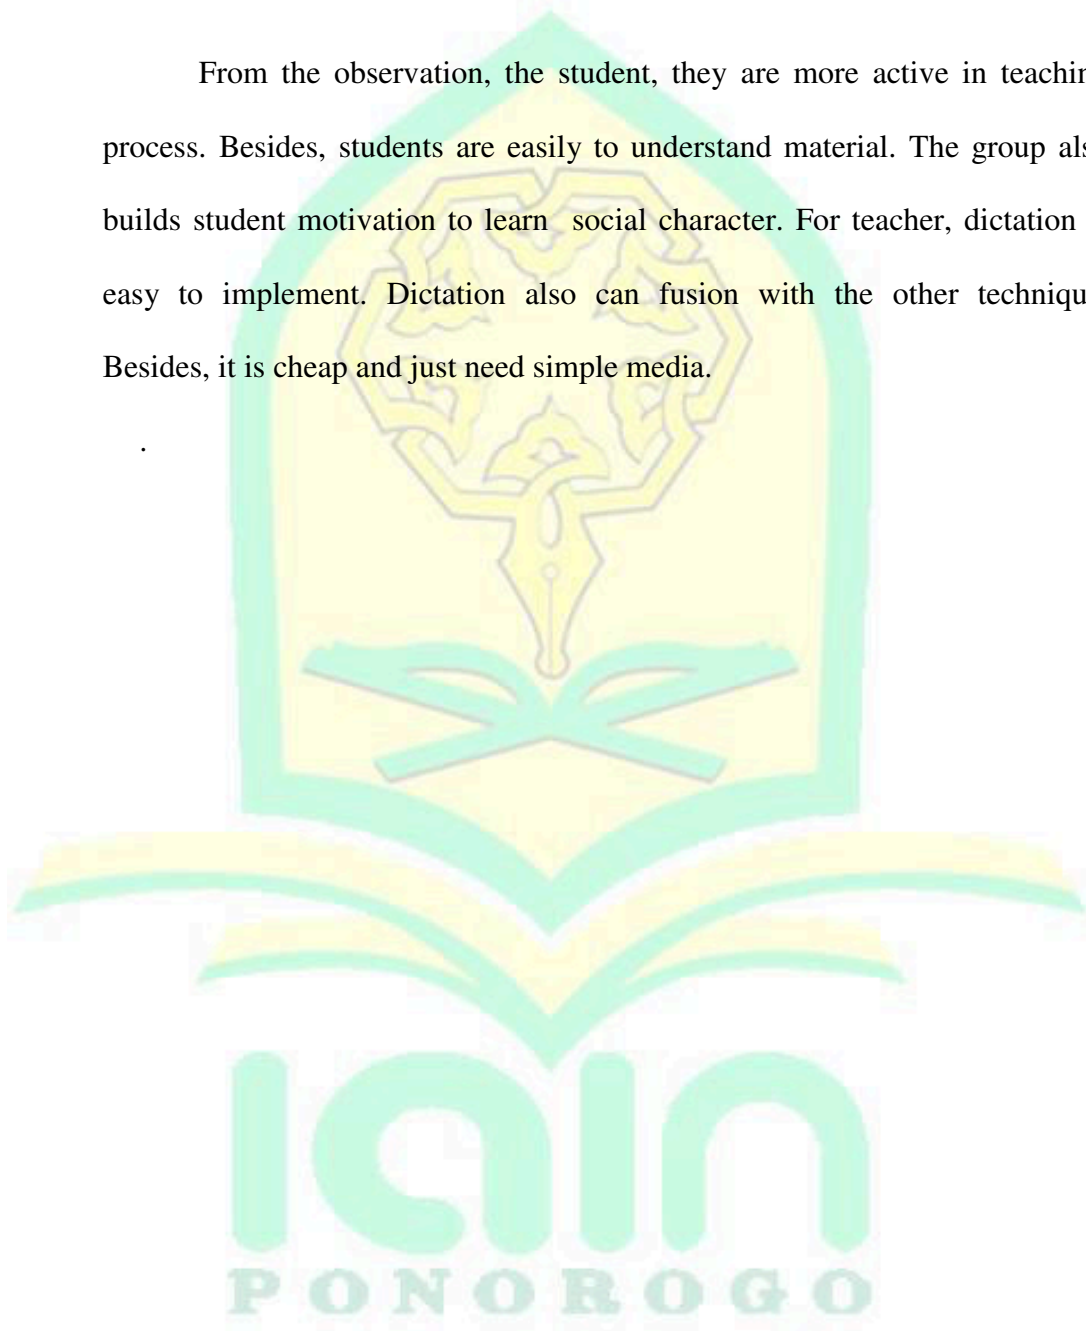 From the observation, the student, they are more active in teachin
process. Besides, students are easily to understand material. The group als
builds student motivation to learn social character. For teacher, dictation
easy to implement. Dictation also can fusion with the other techniqu
Besides, it is cheap and just need simple media.
.
iain
PONOROGO